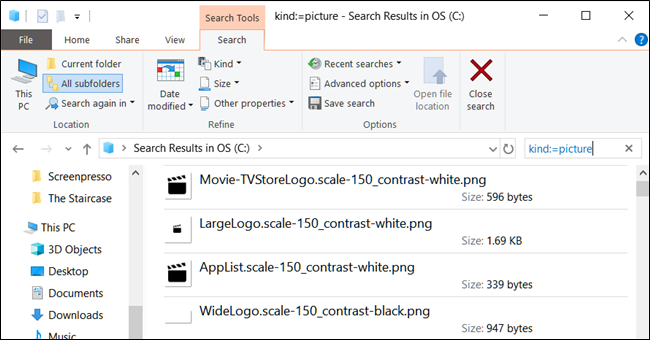 Search Tools
kind:=picture - Search Results in OS (C:)
File
Home
Share
View
Search
This PC
Current folder
All subfolders
Search again in
Location
Date modified
Kind
Size
Other properties
Refine
Recent searches
Advanced options
Save search
Open file location
Options
Close search
Search Results in OS (C:)
kind:=picture
Screenpresso
The Staircase
This PC
3D Objects
Desktop
Documents
Downloads
Music
Movie-TVStoreLogo.scale-150_contrast-white.png
Size: 596 bytes
LargeLogo.scale-150_contrast-white.png
Size: 1.69 KB
AppList.scale-150_contrast-white.png
Size: 339 bytes
WideLogo.scale-150_contrast-black.png
Size: 947 bytes